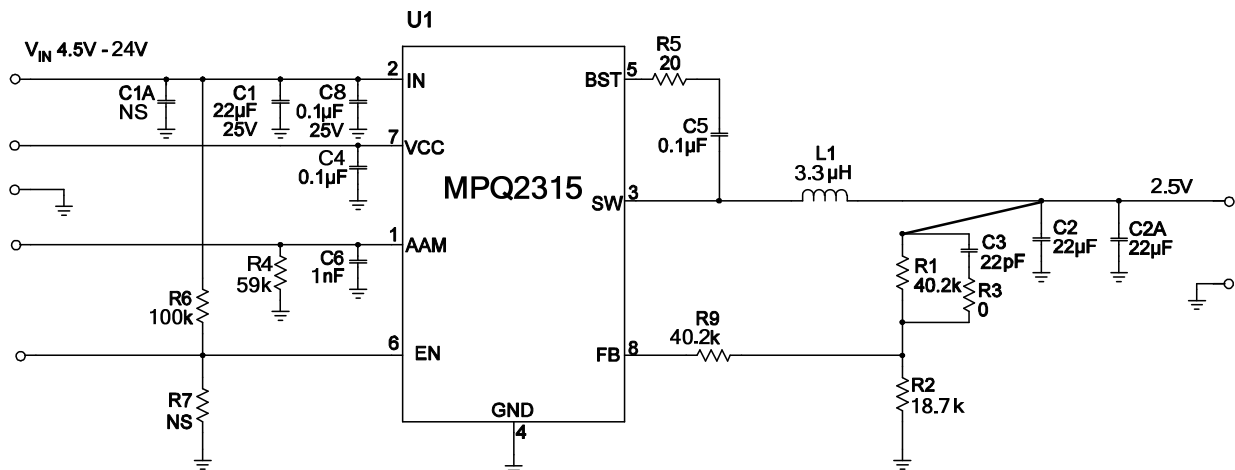 U1
V_IN 4.5V - 24V
2
IN
C1A
NS
C1
22µF
25V
C8
0.1µF
25V
7
VCC
C4
0.1µF
1
AAM
R4
59k
C6
1nF
R6
100k
6
EN
R7
NS
MPQ2315
GND
4
BST
5
R5
20
C5
0.1µF
SW
3
L1
3.3µH
2.5V
C3
22pF
R1
40.2k
R3
0
C2
22µF
C2A
22µF
FB
8
R9
40.2k
R2
18.7k